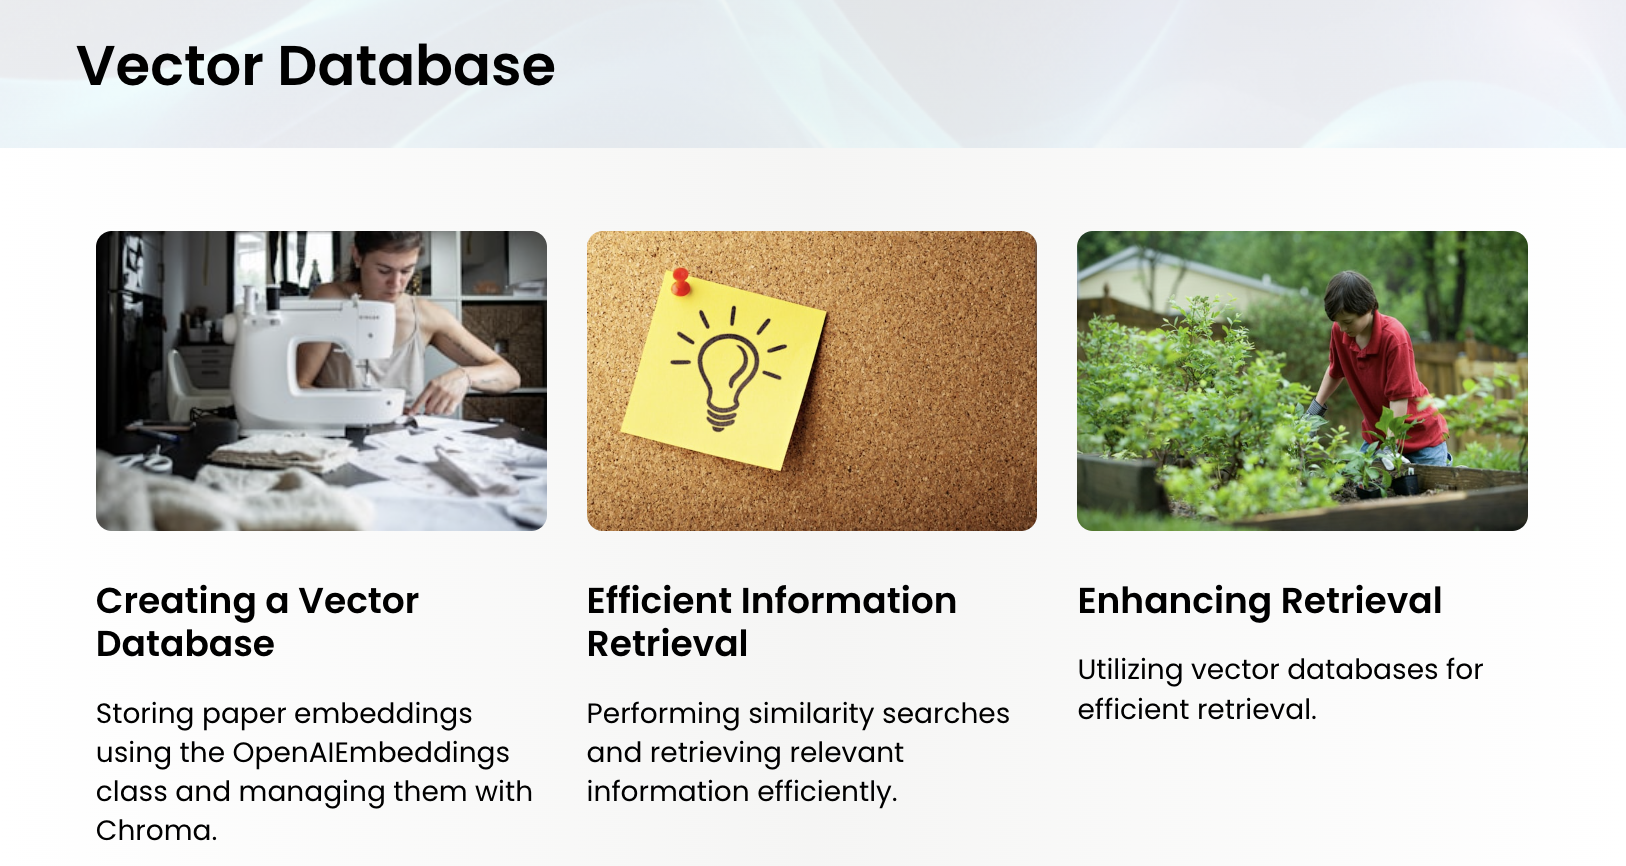 Vector Database
Creating a Vector
Database
Storing paper embeddings
using the OpenAIEmbeddings
class and managing them with
Chroma.
Efficient Information
Retrieval
Performing similarity searches
and retrieving relevant
information efficiently.
Enhancing Retrieval
Utilizing vector databases for
efficient retrieval.